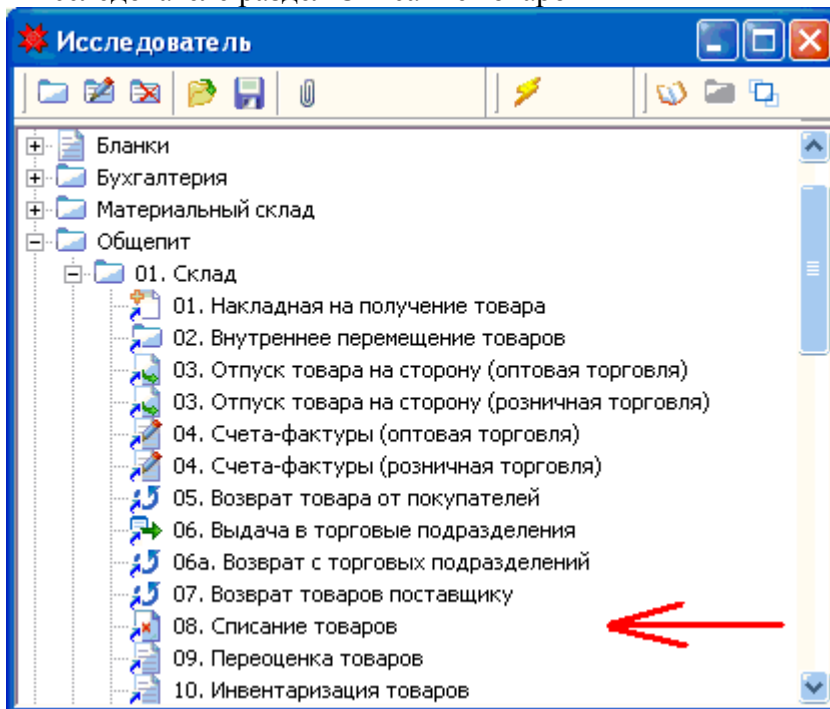 Исследователь
Бланки
Бухгалтерия
Материальный склад
Общепит
01. Склад
01. Накладная на получение товара
02. Внутреннее перемещение товаров
03. Отпуск товара на сторону (оптовая торговля)
03. Отпуск товара на сторону (розничная торговля)
04. Счета-фактуры (оптовая торговля)
04. Счета-фактуры (розничная торговля)
05. Возврат товара от покупателей
06. Выдача в торговые подразделения
06а. Возврат с торговых подразделений
07. Возврат товаров поставщику
08. Списание товаров
09. Переоценка товаров
10. Инвентаризация товаров